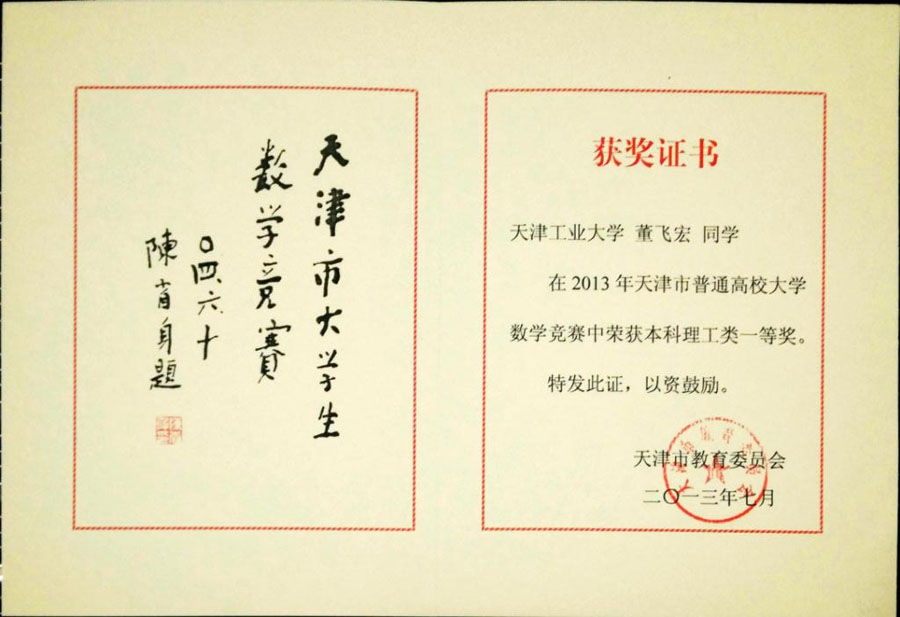 天津市大学生
数学竞賽
〇四六十
陳省身題
获奖证书
天津工业大学 董飞宏 同学
在2013年天津市普通高校大学
数学竞赛中荣获本科理工类一等奖。
特发此证，以资鼓励。
天津市教育委员会
二〇一三年七月